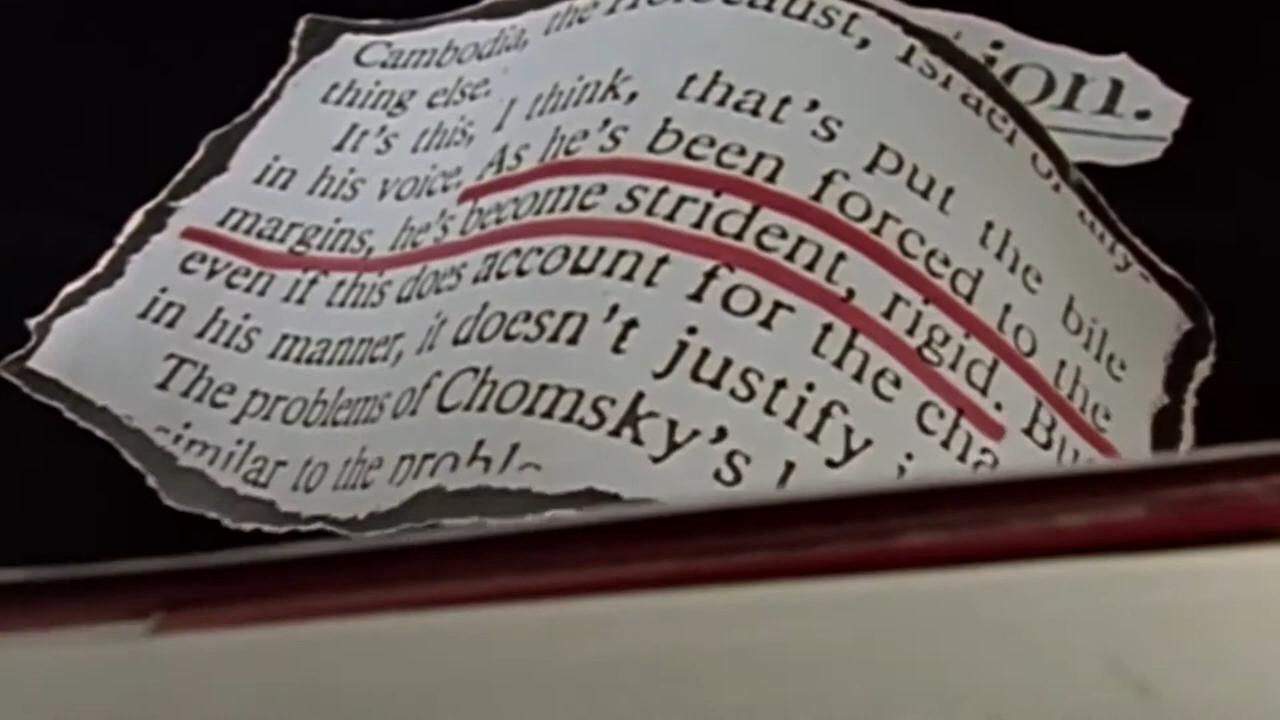 Cambodia, the Holocaust, Israel or any-
thing else.
It's this, I think, that's put the bile
in his voice. As he's been forced to the
margins, he's become strident, rigid. But
even if this does account for the cha
in his manner, it doesn't justify i
The problems of Chomsky's
similar to the proble
ion.